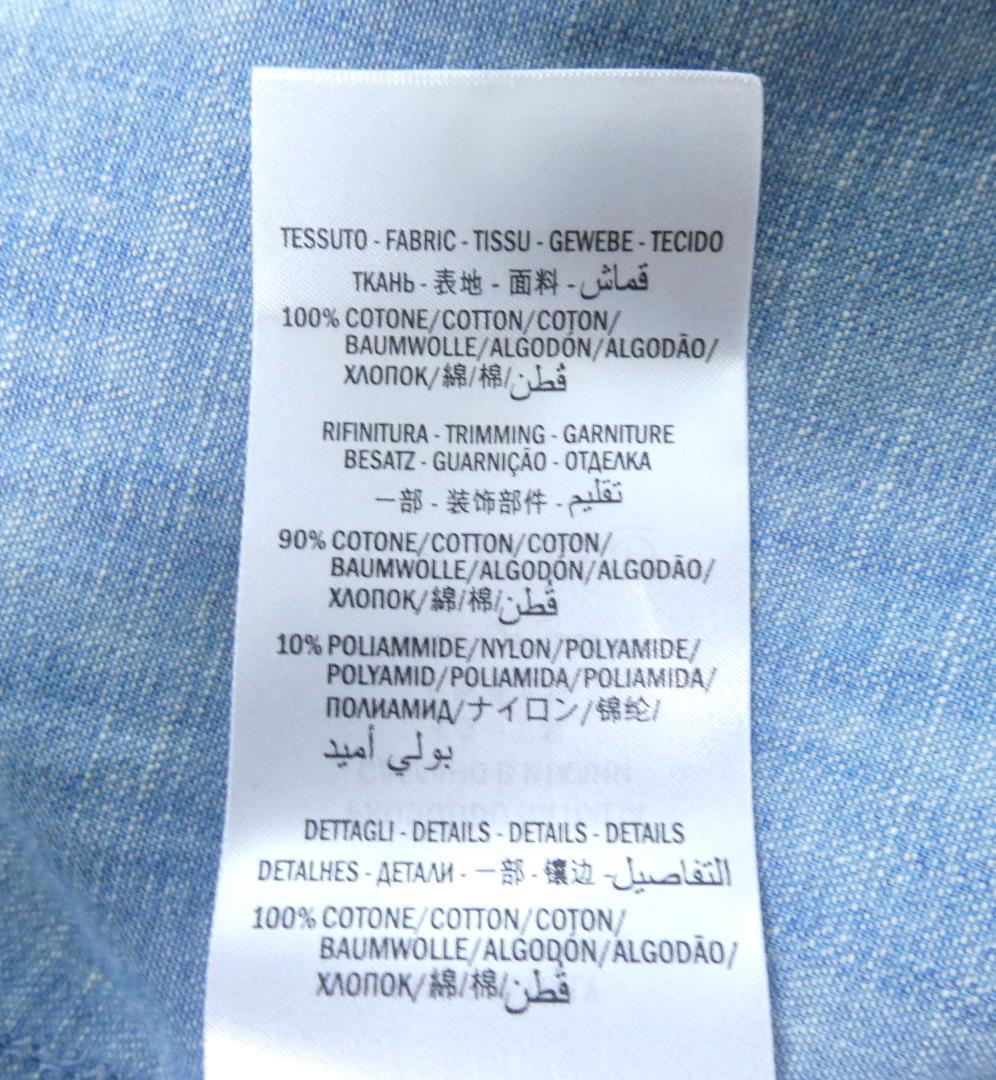 TESSUTO - FABRIC - TISSU - GEWEBE - TECIDO
ТКАНЬ - 表地 - 面料 - قماش
100% COTONE/COTTON/COTON/
BAUMWOLLE/ALGODÓN/ALGODÃO/
ХЛОПОК/綿/棉/قطن
RIFINITURA - TRIMMING - GARNITURE
BESATZ - GUARNIÇÃO - ОТДЕЛКА
一部 - 装饰部件 - تقليم
90% COTONE/COTTON/COTON/
BAUMWOLLE/ALGODÓN/ALGODÃO/
ХЛОПОК/綿/棉/قطن
10% POLIAMMIDE/NYLON/POLYAMIDE/
POLYAMID/POLIAMIDA/POLIAMIDA/
ПОЛИАМИД/ナイロン/锦纶/
بولي أميد
DETTAGLI - DETAILS - DETAILS - DETAILS
DETALHES - ДЕТАЛИ - 一部 - 镶边 - التفاصيل
100% COTONE/COTTON/COTON/
BAUMWOLLE/ALGODÓN/ALGODÃO/
ХЛОПОК/綿/棉/قطن